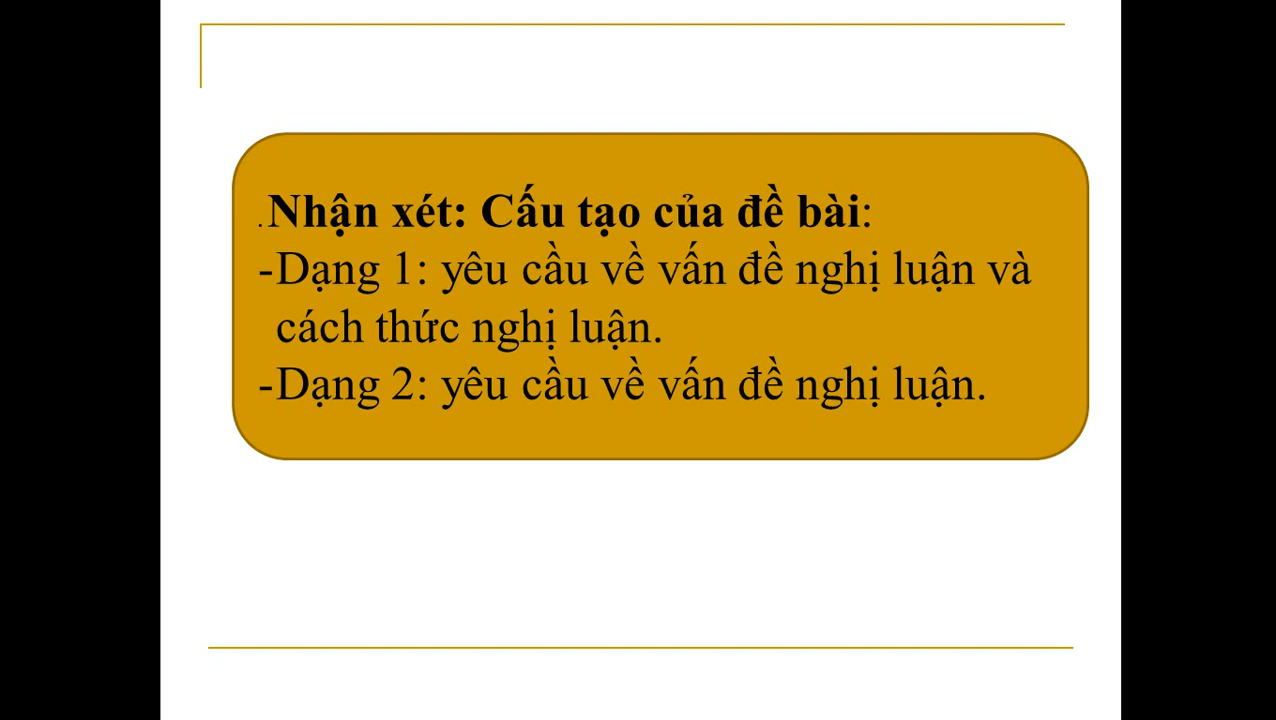 .Nhận xét: Cấu tạo của đề bài:
-Dạng 1: yêu cầu về vấn đề nghị luận và
cách thức nghị luận.
-Dạng 2: yêu cầu về vấn đề nghị luận.